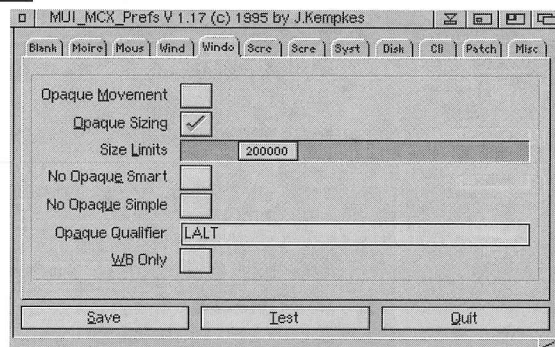 MUI_MCX_Prefs V 1.17 (c) 1995 by J.Kempkes
Blank Moire Mous Wind Windo Scre Scre Syst Disk Cli Patch Misc
Opaque Movement
Opaque Sizing
Size Limits 200000
No Opaque Smart
No Opaque Simple
Opaque Qualifier LALT
WB Only
Save Test Quit